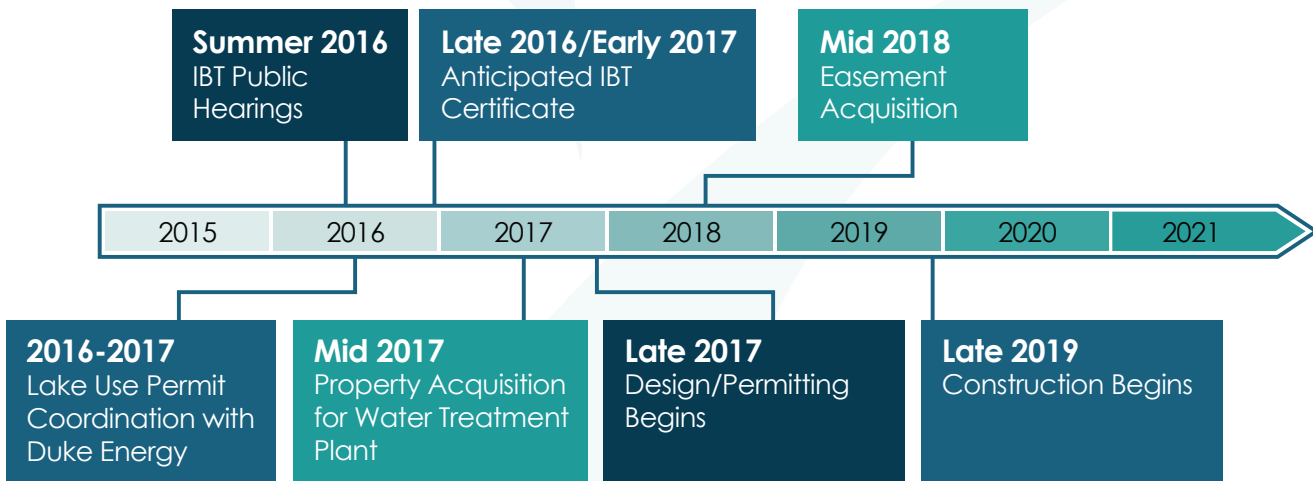 Summer 2016
IBT Public
Hearings
Late 2016/Early 2017
Anticipated IBT
Certificate
Mid 2018
Easement
Acquisition
2015
2016
2017
2018
2019
2020
2021
2016-2017
Lake Use Permit
Coordination with
Duke Energy
Mid 2017
Property Acquisition
for Water Treatment
Plant
Late 2017
Design/Permitting
Begins
Late 2019
Construction Begins